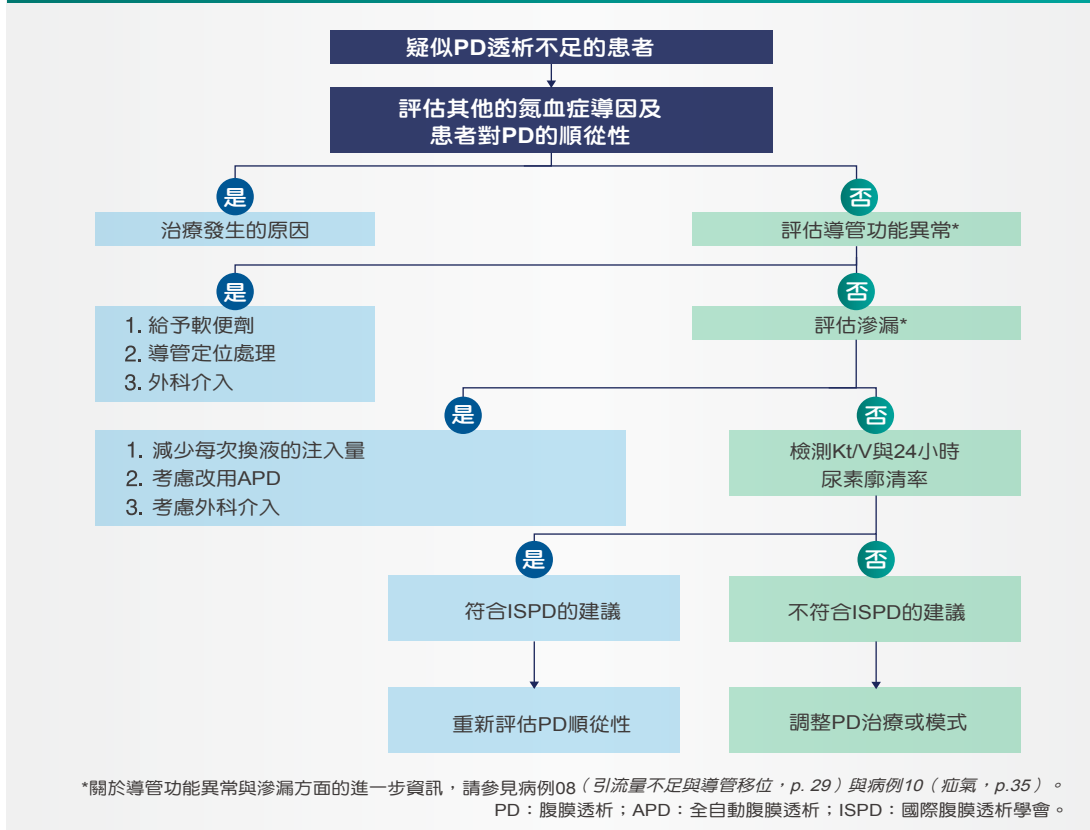 疑似PD透析不足的患者
評估其他的氮血症導因及
患者對PD的順從性
是
否
治療發生的原因
評估導管功能異常*
是
否
1. 給予軟便劑
2. 導管定位處理
3. 外科介入
評估滲漏*
是
否
1. 減少每次換液的注入量
2. 考慮改用APD
3. 考慮外科介入
檢測Kt/V與24小時
尿素廓清率
是
否
符合ISPD的建議
不符合ISPD的建議
重新評估PD順從性
調整PD治療或模式
*關於導管功能異常與滲漏方面的進一步資訊,請參見病例08(引流量不足與導管移位,p. 29)與病例10(疝氣,p.35)。
PD:腹膜透析;APD:全自動腹膜透析;ISPD:國際腹膜透析學會。